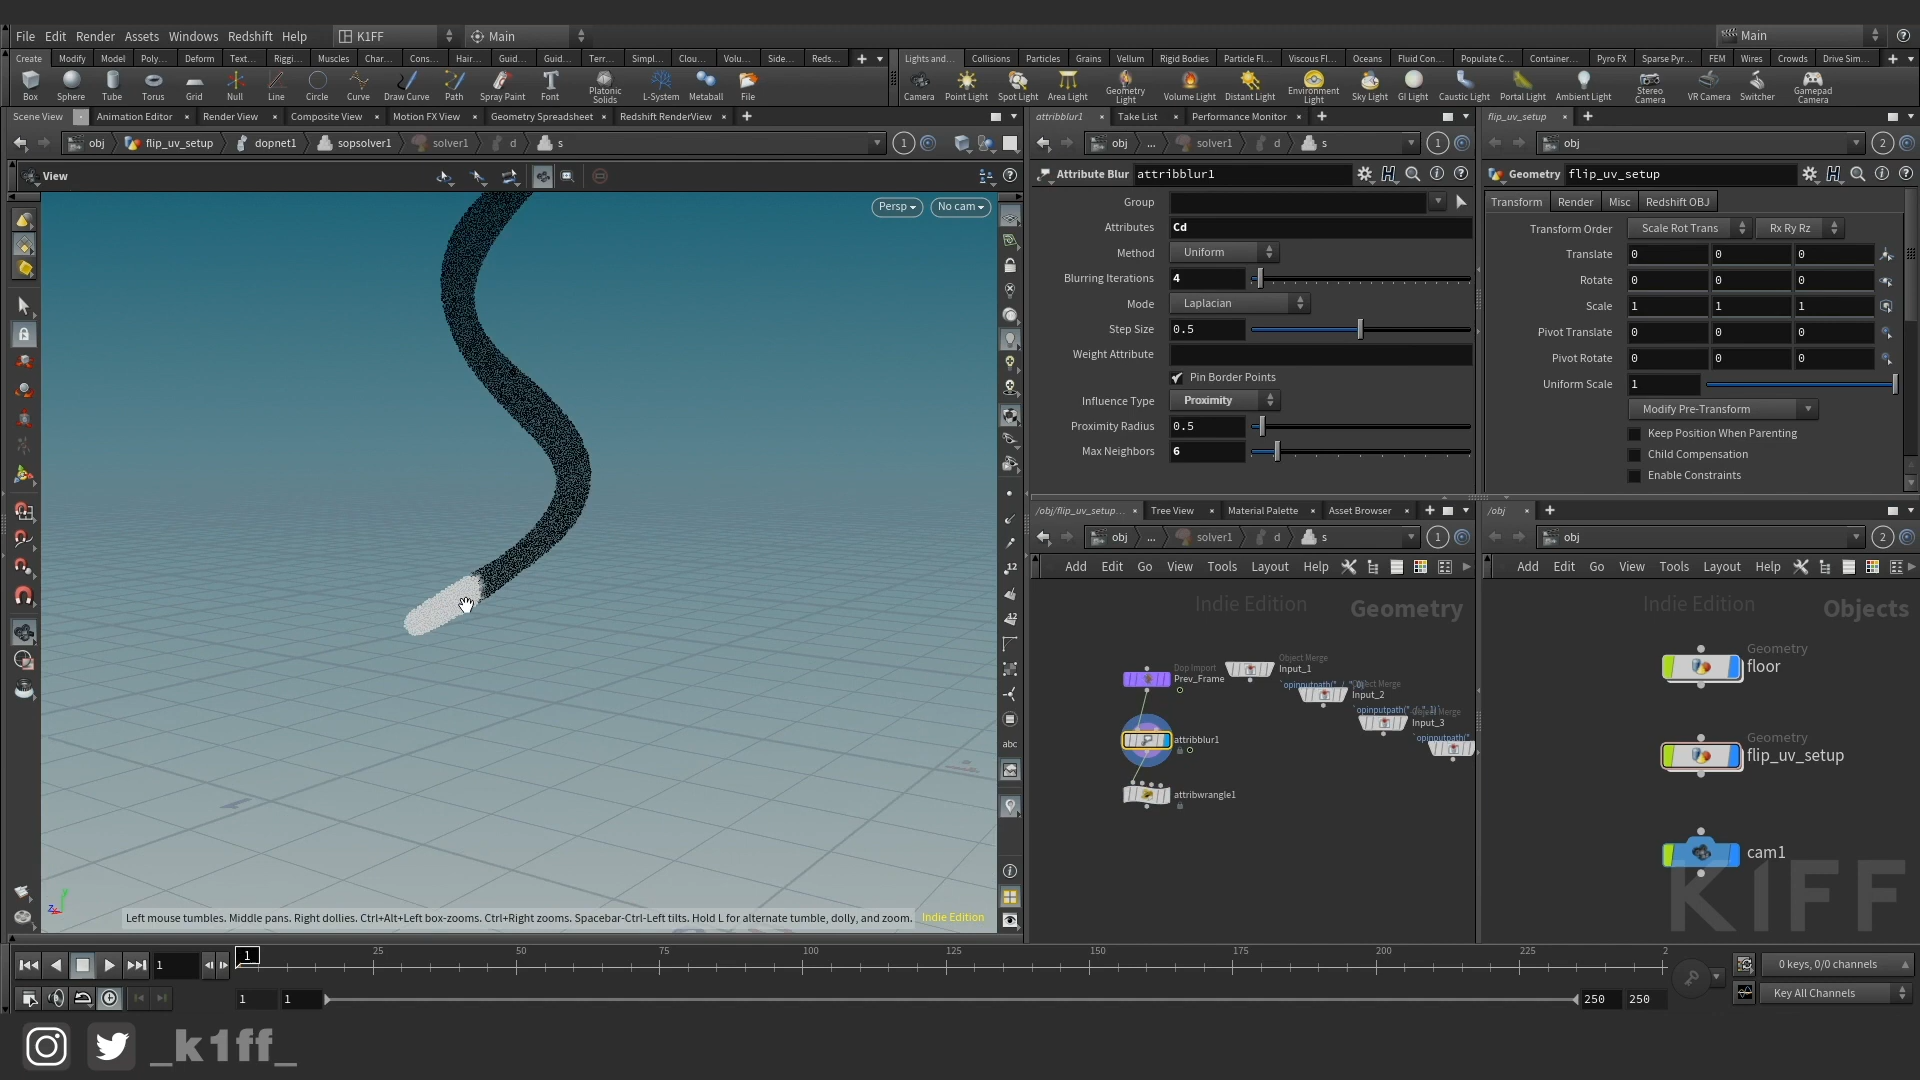 File Edit Render Assets Windows Redshift Help K1FF Main Main
Create Modify Model Poly... Deform Text... Riggi... Muscles Char... Cons... Hair... Guid... Guid... Terr... Simpl... Clou... Volu... Side... Reds...
Box Sphere Tube Torus Grid Null Line Circle Curve Draw Curve Path Spray Paint Font Platonic Solids L-System Metaball File
Lights and... Collisions Particles Grains Vellum Rigid Bodies Particle Fl... Viscous Fl... Oceans Fluid Con... Populate C... Container... Pyro FX Sparse Pyr... FEM Wires Crowds Drive Sim...
Camera Point Light Spot Light Area Light Geometry Light Volume Light Distant Light Environment Light Sky Light GI Light Caustic Light Portal Light Ambient Light Stereo Camera VR Camera Switcher Gamepad Camera
Scene View Animation Editor Render View Composite View Motion FX View Geometry Spreadsheet Redshift RenderView
obj flip_uv_setup dopnet1 sopsolver1 solver1 d s 1
View
Persp No cam
Left mouse tumbles. Middle pans. Right dollies. Ctrl+Alt+Left box-zooms. Ctrl+Right zooms. Spacebar-Ctrl-Left tilts. Hold L for alternate tumble, dolly, and zoom. Indie Edition
12
12
abc
attribblur1 Take List Performance Monitor
obj ... solver1 d s 1
Attribute Blur attribblur1
Group
Attributes Cd
Method Uniform
Blurring Iterations 4
Mode Laplacian
Step Size 0.5
Weight Attribute
Pin Border Points
Influence Type Proximity
Proximity Radius 0.5
Max Neighbors 6
flip_uv_setup
obj 2
Geometry flip_uv_setup
Transform Render Misc Redshift OBJ
Transform Order Scale Rot Trans Rx Ry Rz
Translate 0 0 0
Rotate 0 0 0
Scale 1 1 1
Pivot Translate 0 0 0
Pivot Rotate 0 0 0
Uniform Scale 1
Modify Pre-Transform
Keep Position When Parenting
Child Compensation
Enable Constraints
/obj/flip_uv_setup... Tree View Material Palette Asset Browser
obj ... solver1 d s 1
Add Edit Go View Tools Layout Help
Indie Edition Geometry
Dop Import
Prev_Frame
Object Merge
Input_1
Input_2
Input_3
attribblur1
attribwrangle1
/obj
obj 2
Add Edit Go View Tools Layout Help
Indie Edition Objects
Geometry
floor
Geometry
flip_uv_setup
cam1
K1FF
1 1 25 50 75 100 125 150 175 200 225 2
0 keys, 0/0 channels
1 1 250 250 Key All Channels
_k1ff_